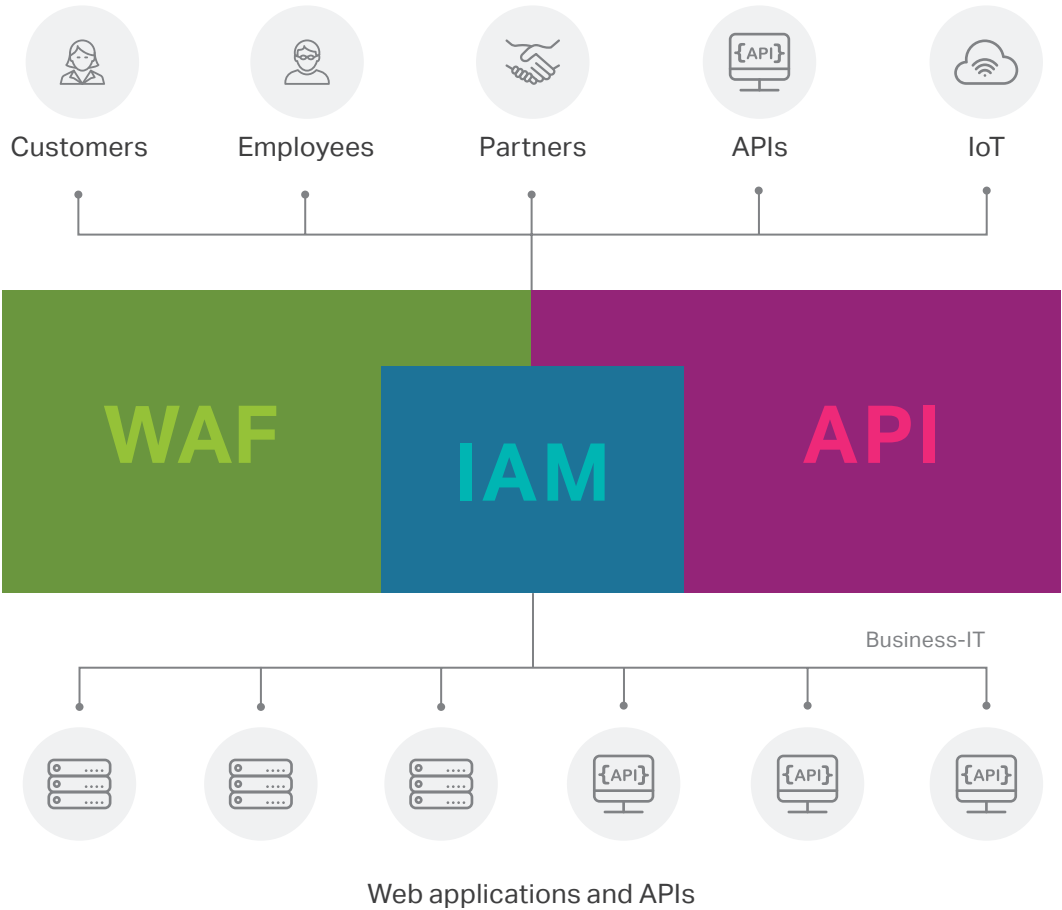 {API}
Customers Employees Partners APIs IoT
WAF
IAM
API
Business-IT
{API} {API} {API}
Web applications and APIs